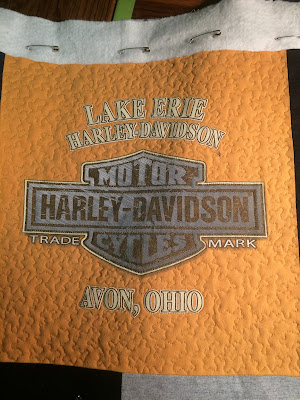 LAKE ERIE
HARLEY-DAVIDSON
MOTOR
HARLEY-DAVIDSON
CYCLES
TRADE MARK
AVON, OHIO